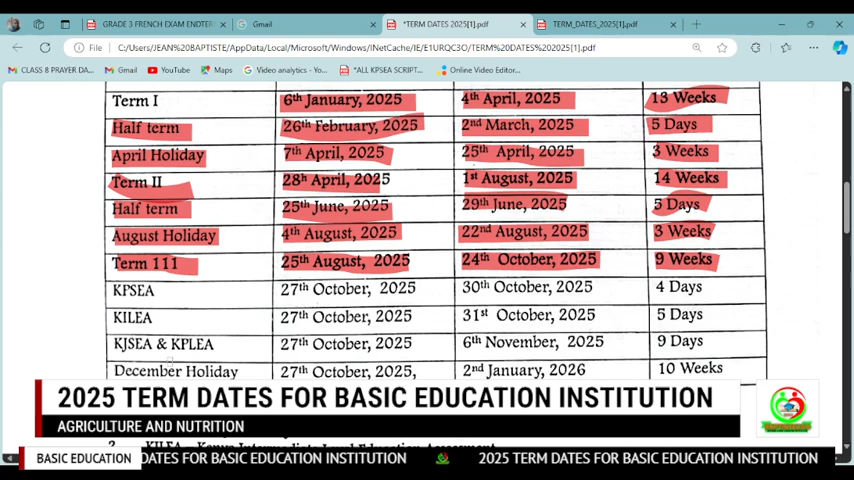 GRADE 3 FRENCH EXAM ENDTER
Gmail
*TERM DATES 2025[1].pdf
TERM_DATES_2025[1].pdf
File
C:/Users/JEAN BAPTISTE/AppData/Local/Microsoft/Windows/INetCache/IE/E1URQC3O/TERM%20DATES%202025[1].pdf
CLASS 8 PRAYER DA...
Gmail
YouTube
Maps
Video analytics - Yo...
*ALL KPSEA SCRIPT...
Online Video Editor...
Term I 6th January, 2025 4th April, 2025 13 Weeks
Half term 26th February, 2025 2nd March, 2025 5 Days
April Holiday 7th April, 2025 25th April, 2025 3 Weeks
Term II 28h April, 2025 1st August, 2025 14 Weeks
Half term 25th June, 2025 29th June, 2025 5 Days
August Holiday 4th August, 2025 22nd August, 2025 3 Weeks
Term 111 25th August, 2025 24th October, 2025 9 Weeks
KPSEA 27th October, 2025 30th October, 2025 4 Days
KILEA 27th October, 2025 31st October, 2025 5 Days
KJSEA & KPLEA 27th October, 2025 6th November, 2025 9 Days
December Holiday 27th October, 2025, 2nd January, 2026 10 Weeks
2025 TERM DATES FOR BASIC EDUCATION INSTITUTION
AGRICULTURE AND NUTRITION
BASIC EDUCATION
DATES FOR BASIC EDUCATION INSTITUTION
2025 TERM DATES FOR BASIC EDUCATION INSTITUTION